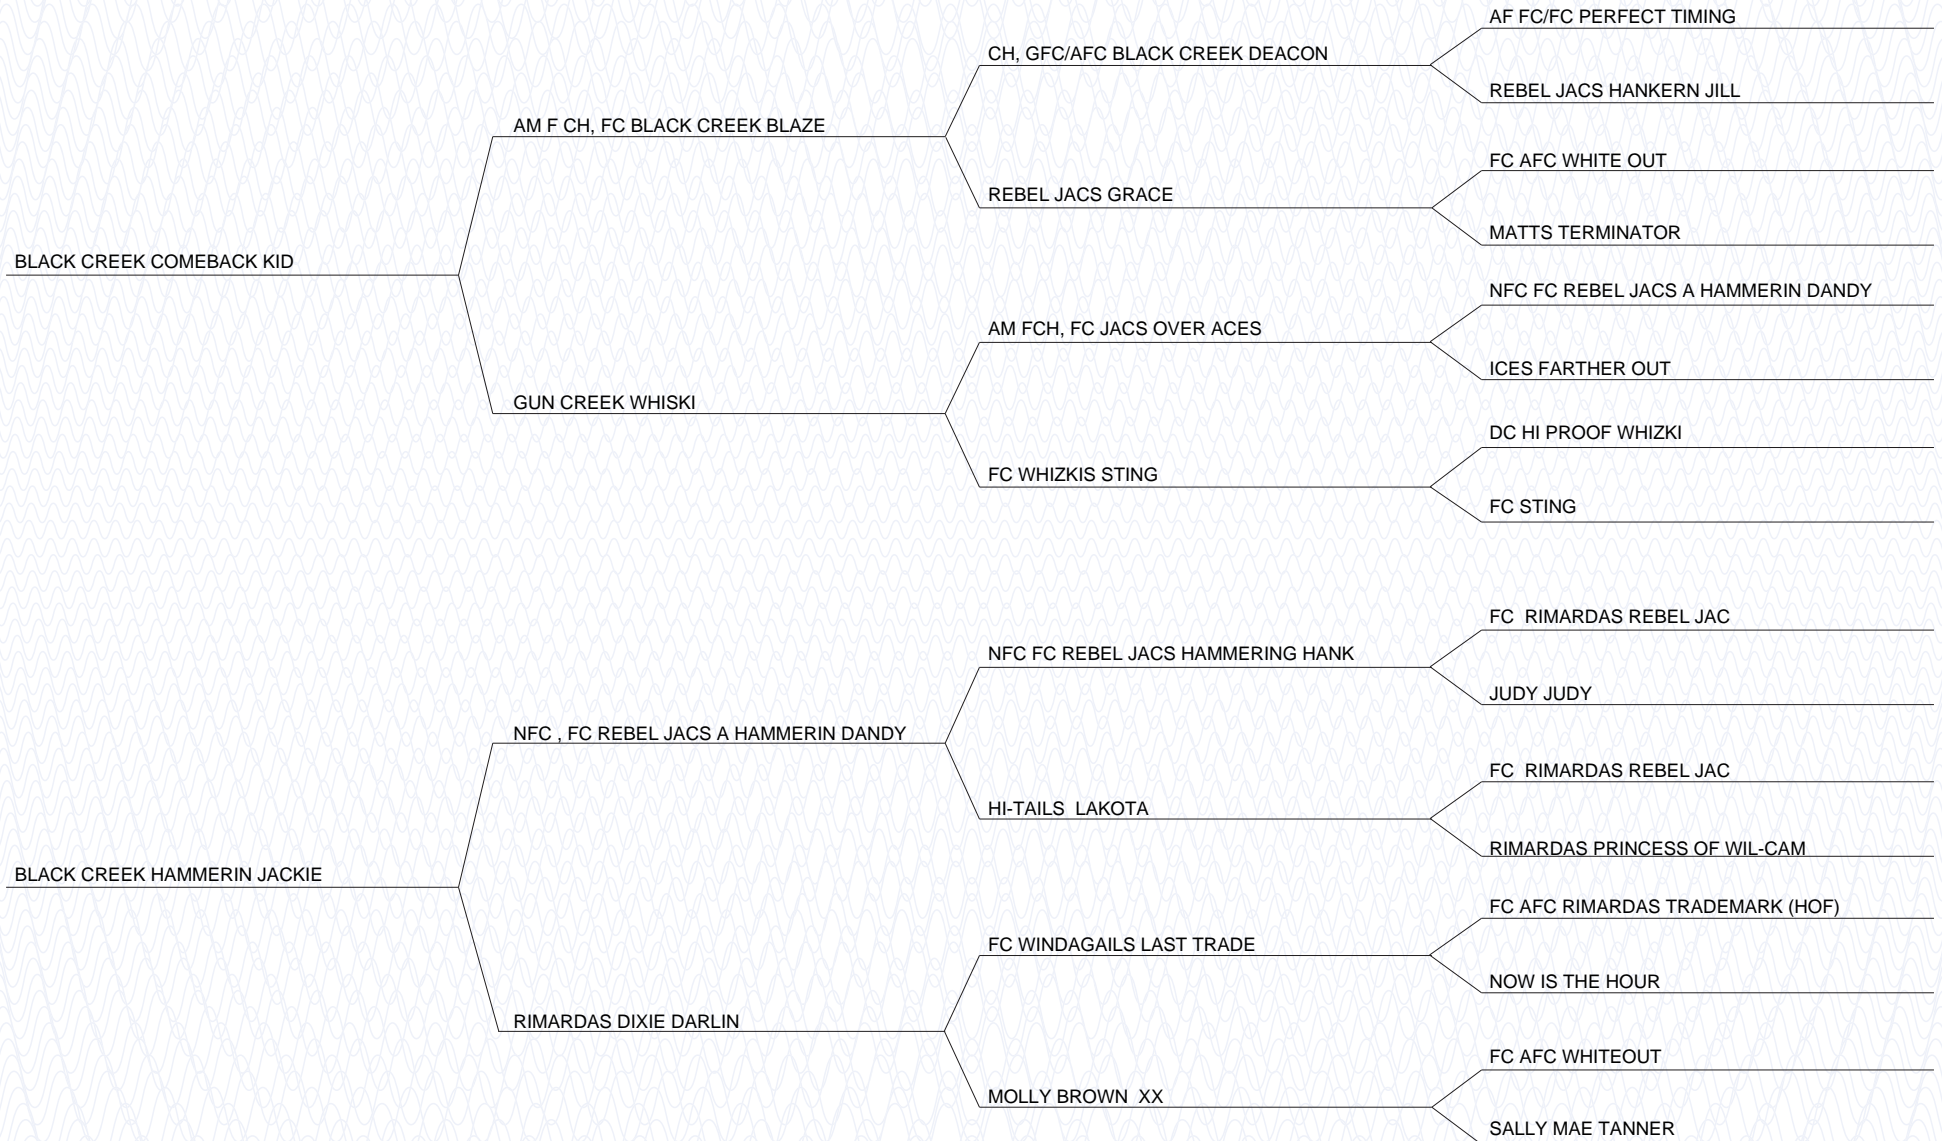 AF FC/FC PERFECT TIMING
CH, GFC/AFC BLACK CREEK DEACON
REBEL JACS HANKERN JILL
AM F CH, FC BLACK CREEK BLAZE
FC AFC WHITE OUT
REBEL JACS GRACE
MATTS TERMINATOR
BLACK CREEK COMEBACK KID
NFC FC REBEL JACS A HAMMERIN DANDY
AM FCH, FC JACS OVER ACES
ICES FARTHER OUT
GUN CREEK WHISKI
DC HI PROOF WHIZKI
FC WHIZKIS STING
FC STING
FC  RIMARDAS REBEL JAC
NFC FC REBEL JACS HAMMERING HANK
JUDY JUDY
NFC , FC REBEL JACS A HAMMERIN DANDY
FC  RIMARDAS REBEL JAC
HI-TAILS  LAKOTA
RIMARDAS PRINCESS OF WIL-CAM
BLACK CREEK HAMMERIN JACKIE
FC AFC RIMARDAS TRADEMARK (HOF)
FC WINDAGAILS LAST TRADE
NOW IS THE HOUR
RIMARDAS DIXIE DARLIN
FC AFC WHITEOUT
MOLLY BROWN  XX
SALLY MAE TANNER